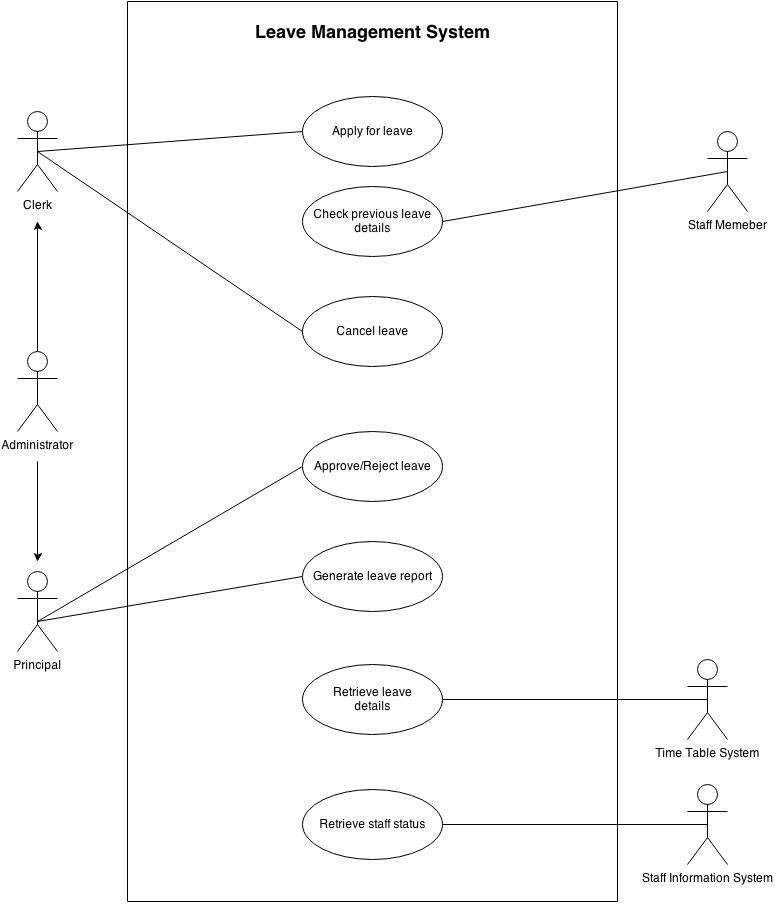 Leave Management System
Apply for leave
Clerk
Check previous leave
details
Staff Memeber
Cancel leave
Administrator
Approve/Reject leave
Generate leave report
Principal
Retrieve leave
details
Time Table System
Retrieve staff status
Staff Information System